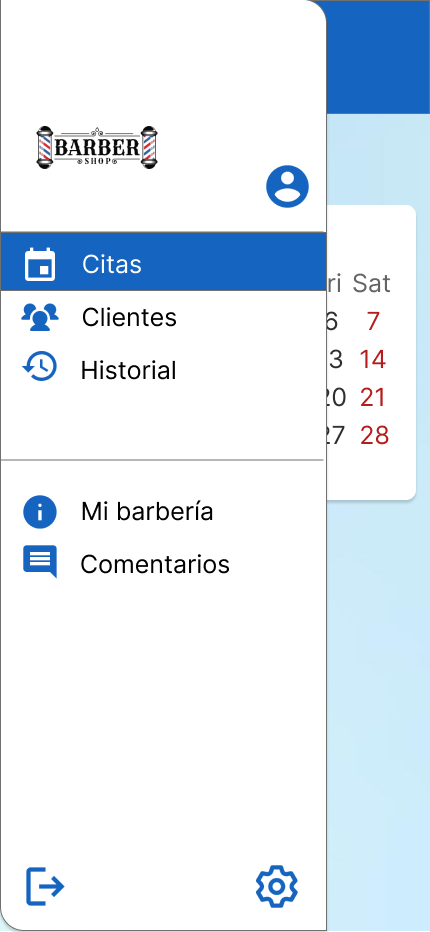 BARBER
SHOP
Citas
ri Sat
Clientes
6 7
Historial
3 14
20 21
27 28
Mi barbería
Comentarios